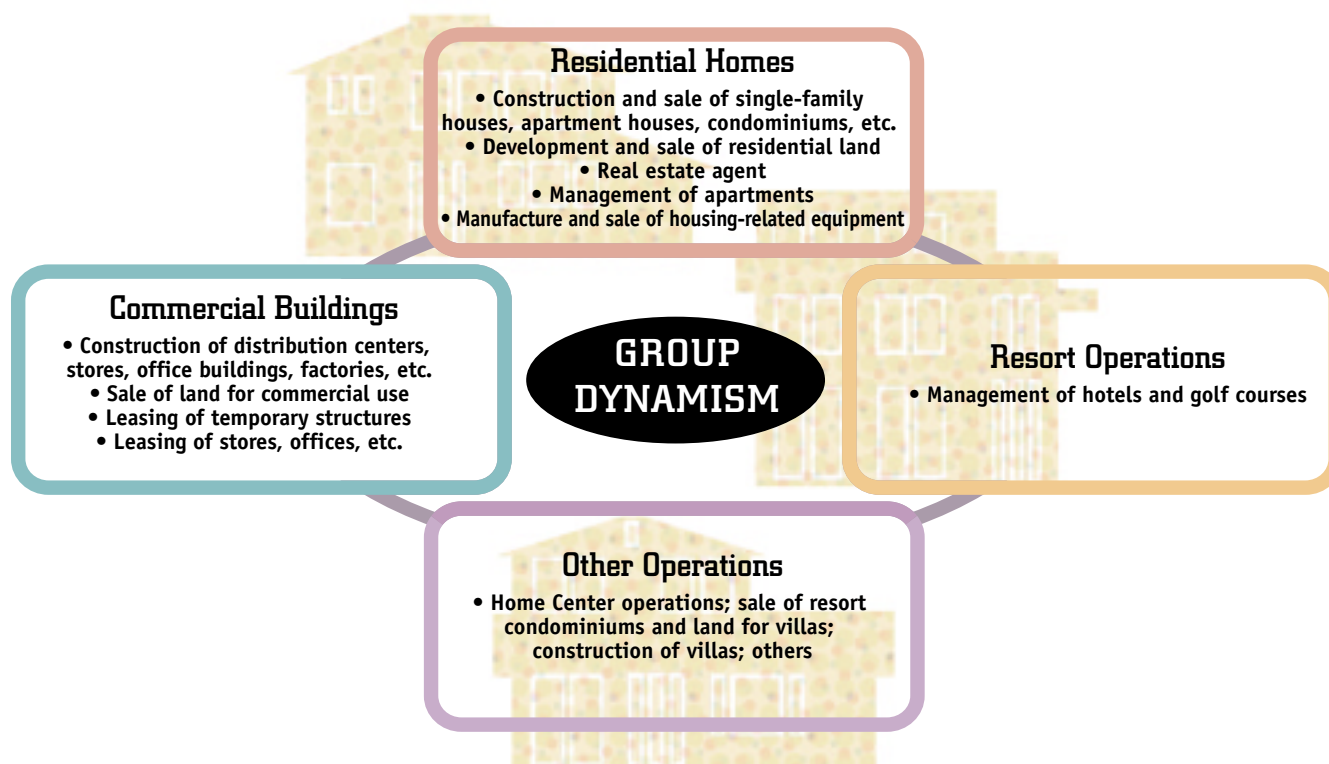 Residential Homes
• Construction and sale of single-family
houses, apartment houses, condominiums, etc.
• Development and sale of residential land
• Real estate agent
• Management of apartments
• Manufacture and sale of housing-related equipment
Commercial Buildings
• Construction of distribution centers,
stores, office buildings, factories, etc.
• Sale of land for commercial use
• Leasing of temporary structures
• Leasing of stores, offices, etc.
GROUP
DYNAMISM
Resort Operations
• Management of hotels and golf courses
Other Operations
• Home Center operations; sale of resort
condominiums and land for villas;
construction of villas; others